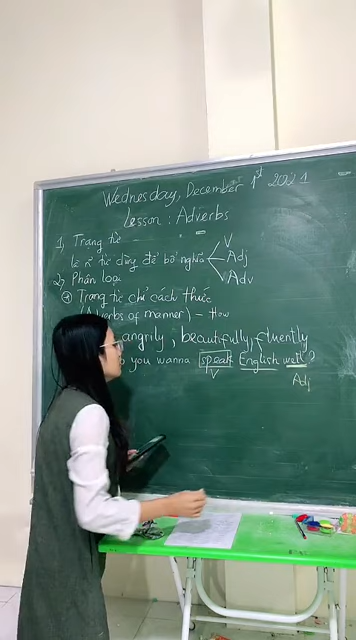 Wednesday, December 1st 2021
Lesson : Adverbs
1, Trạng từ
là từ dùng để bổ nghĩa
V
Adj
Adv
2, Phân loại
Trạng từ chỉ cách thức
(Adverbs of manner) - How
angrily, beautifully, fluently
you wanna speak English well?
V
Adj